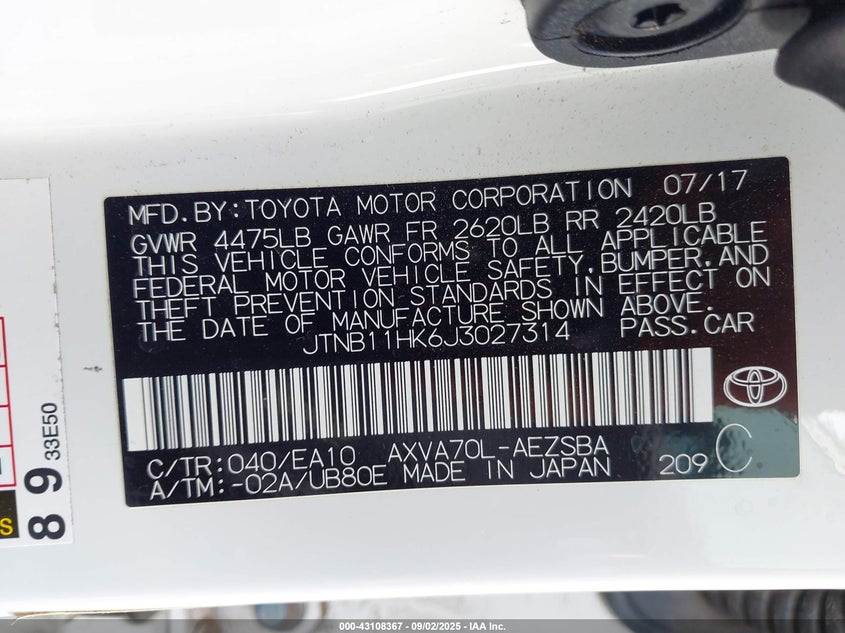 MFD.BY:TOYOTA MOTOR CORPORATION 07/17
GVWR 4475LB GAWR FR 2620LB RR 2420LB
THIS VEHICLE CONFORMS TO ALL APPLICABLE
FEDERAL MOTOR VEHICLE SAFETY,BUMPER,AND
THEFT PREVENTION STANDARDS IN EFFECT ON
THE DATE OF MANUFACTURE SHOWN ABOVE.
JTNB11HK6J3027314 PASS.CAR
C/TR:040/EA10 AXVA70L-AEZSBA 209 C
A/TM:-02A/UB80E MADE IN JAPAN
89 33E50
S
000-43108367 - 09/02/2025 - IAA Inc.